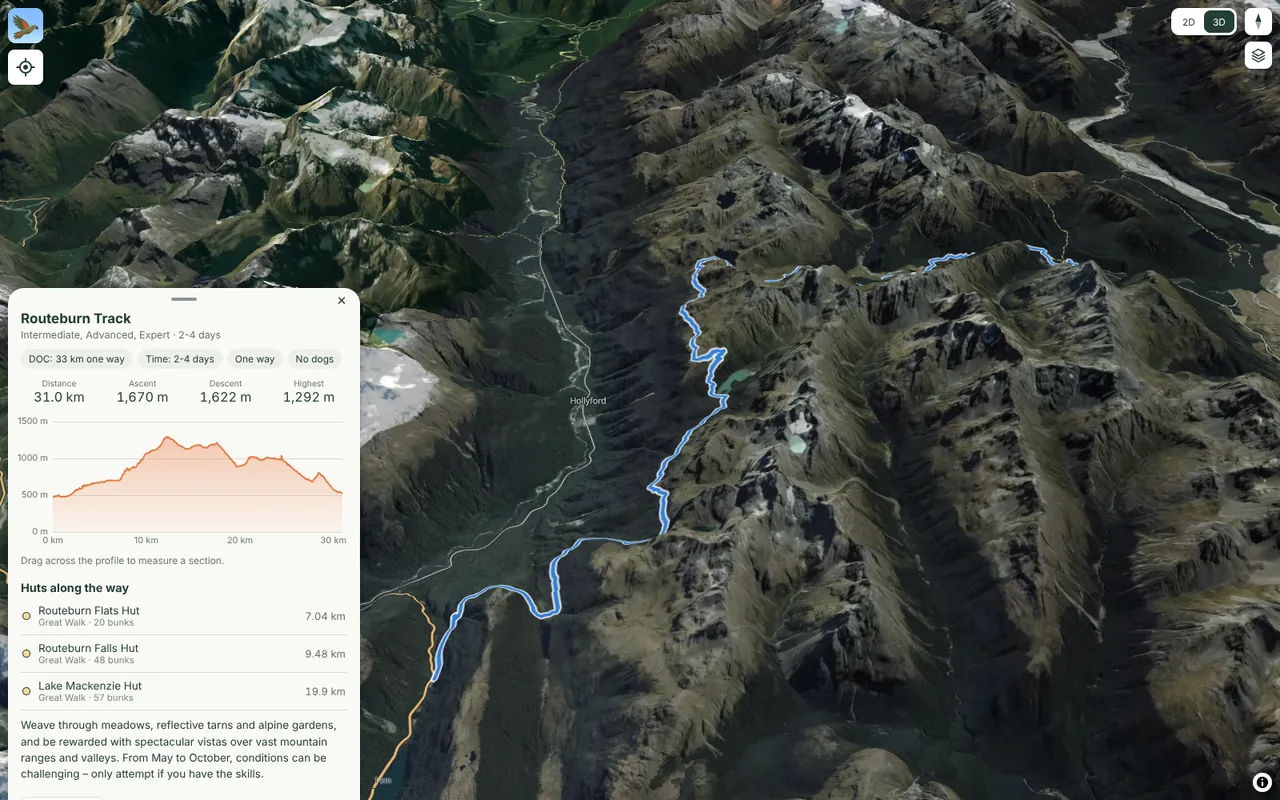 2D 3D
Hollyford
Routeburn Track
Intermediate, Advanced, Expert · 2-4 days
DOC: 33 km one way Time: 2-4 days One way No dogs
Distance Ascent Descent Highest
31.0 km 1,670 m 1,622 m 1,292 m
1500 m
1000 m
500 m
0 m
0 km 10 km 20 km 30 km
Drag across the profile to measure a section.
Huts along the way
Routeburn Flats Hut 7.04 km
Great Walk · 20 bunks
Routeburn Falls Hut 9.48 km
Great Walk · 48 bunks
Lake Mackenzie Hut 19.9 km
Great Walk · 57 bunks
Weave through meadows, reflective tarns and alpine gardens,
and be rewarded with spectacular vistas over vast mountain
ranges and valleys. From May to October, conditions can be
challenging – only attempt if you have the skills.